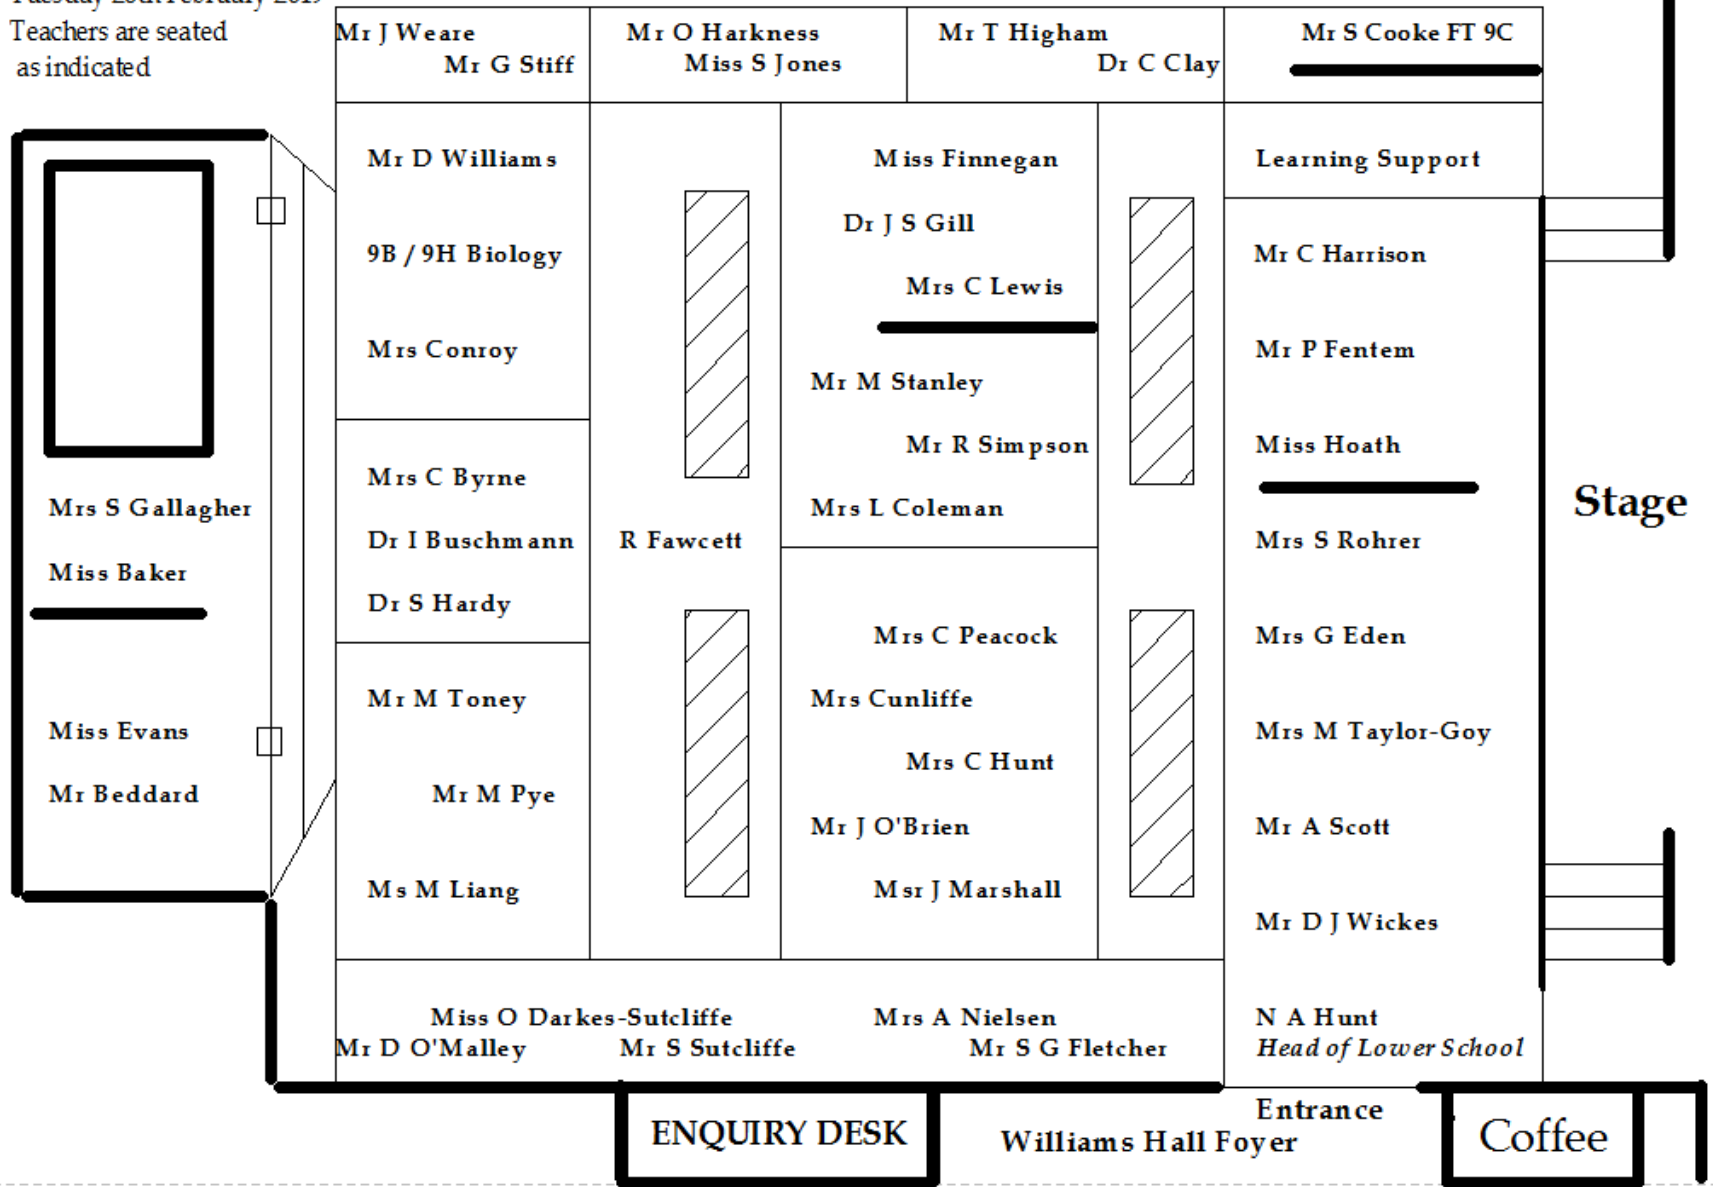 Tuesday 2019
Teachers are seated
as indicated
Mr J Weare
Mr G Stiff
Mr O Harkness
Miss S Jones
Mr T Higham
Dr C Clay
Mr S Cooke FT 9C
Mr D Williams
9B / 9H Biology
Mrs Conroy
Mrs C Byrne
Dr I Buschmann
Dr S Hardy
Mr M Toney
Mr M Pye
Ms M Liang
Mrs S Gallagher
Miss Baker
Miss Evans
Mr Beddard
R Fawcett
Miss Finnegan
Dr J S Gill
Mrs C Lewis
Mr M Stanley
Mr R Simpson
Mrs L Coleman
Mrs C Peacock
Mrs Cunliffe
Mrs C Hunt
Mr J O'Brien
Msr J Marshall
Learning Support
Mr C Harrison
Mr P Fentem
Miss Hoath
Mrs S Rohrer
Mrs G Eden
Mrs M Taylor-Goy
Mr A Scott
Mr D J Wickes
N A Hunt
Head of Lower School
Stage
Miss O Darkes-Sutcliffe
Mr D O'Malley
Mr S Sutcliffe
Mrs A Nielsen
Mr S G Fletcher
ENQUIRY DESK
Entrance
Williams Hall Foyer
Coffee